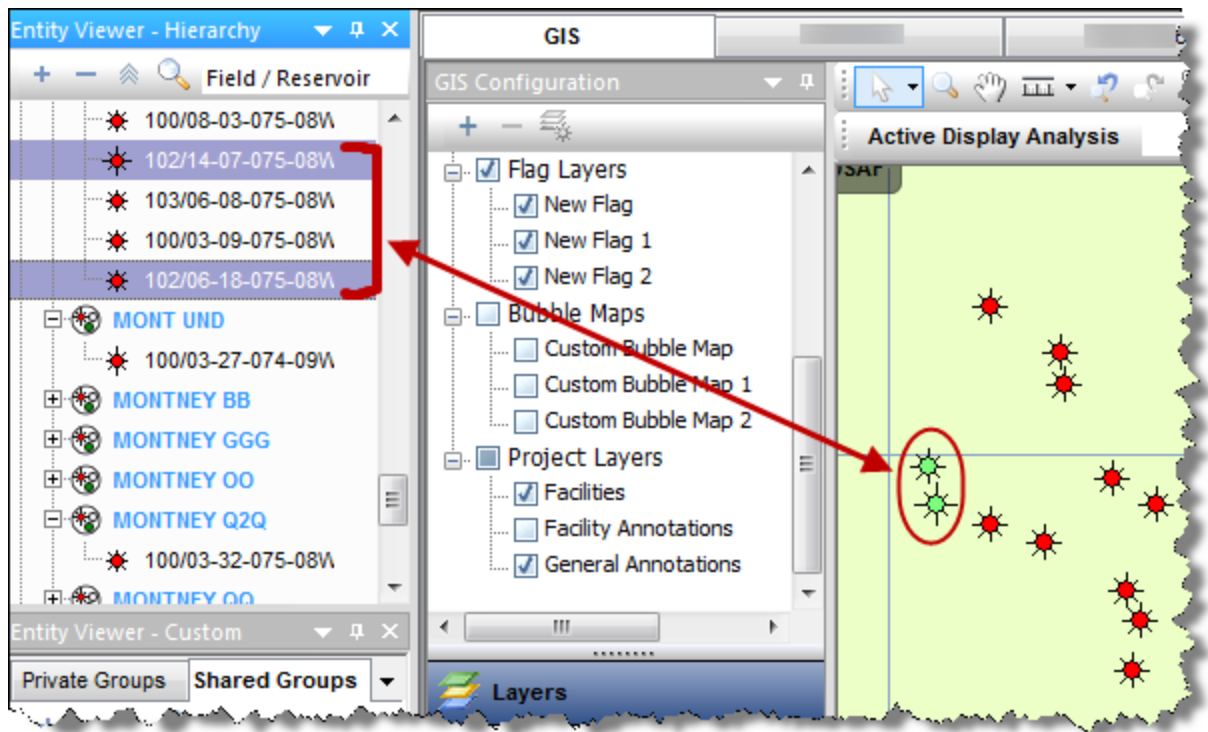 Entity Viewer - Hierarchy
Field / Reservoir
100/08-03-075-08W
102/14-07-075-08W
103/06-08-075-08W
100/03-09-075-08W
102/06-18-075-08W
MONT UND
100/03-27-074-09W
MONTNEY BB
MONTNEY GGG
MONTNEY OO
MONTNEY Q2Q
100/03-32-075-08W
MONTNEY QQ
Entity Viewer - Custom
Private Groups
Shared Groups
GIS
GIS Configuration
Flag Layers
New Flag
New Flag 1
New Flag 2
Bubble Maps
Custom Bubble Map
Custom Bubble Map 1
Custom Bubble Map 2
Project Layers
Facilities
Facility Annotations
General Annotations
Layers
Active Display Analysis